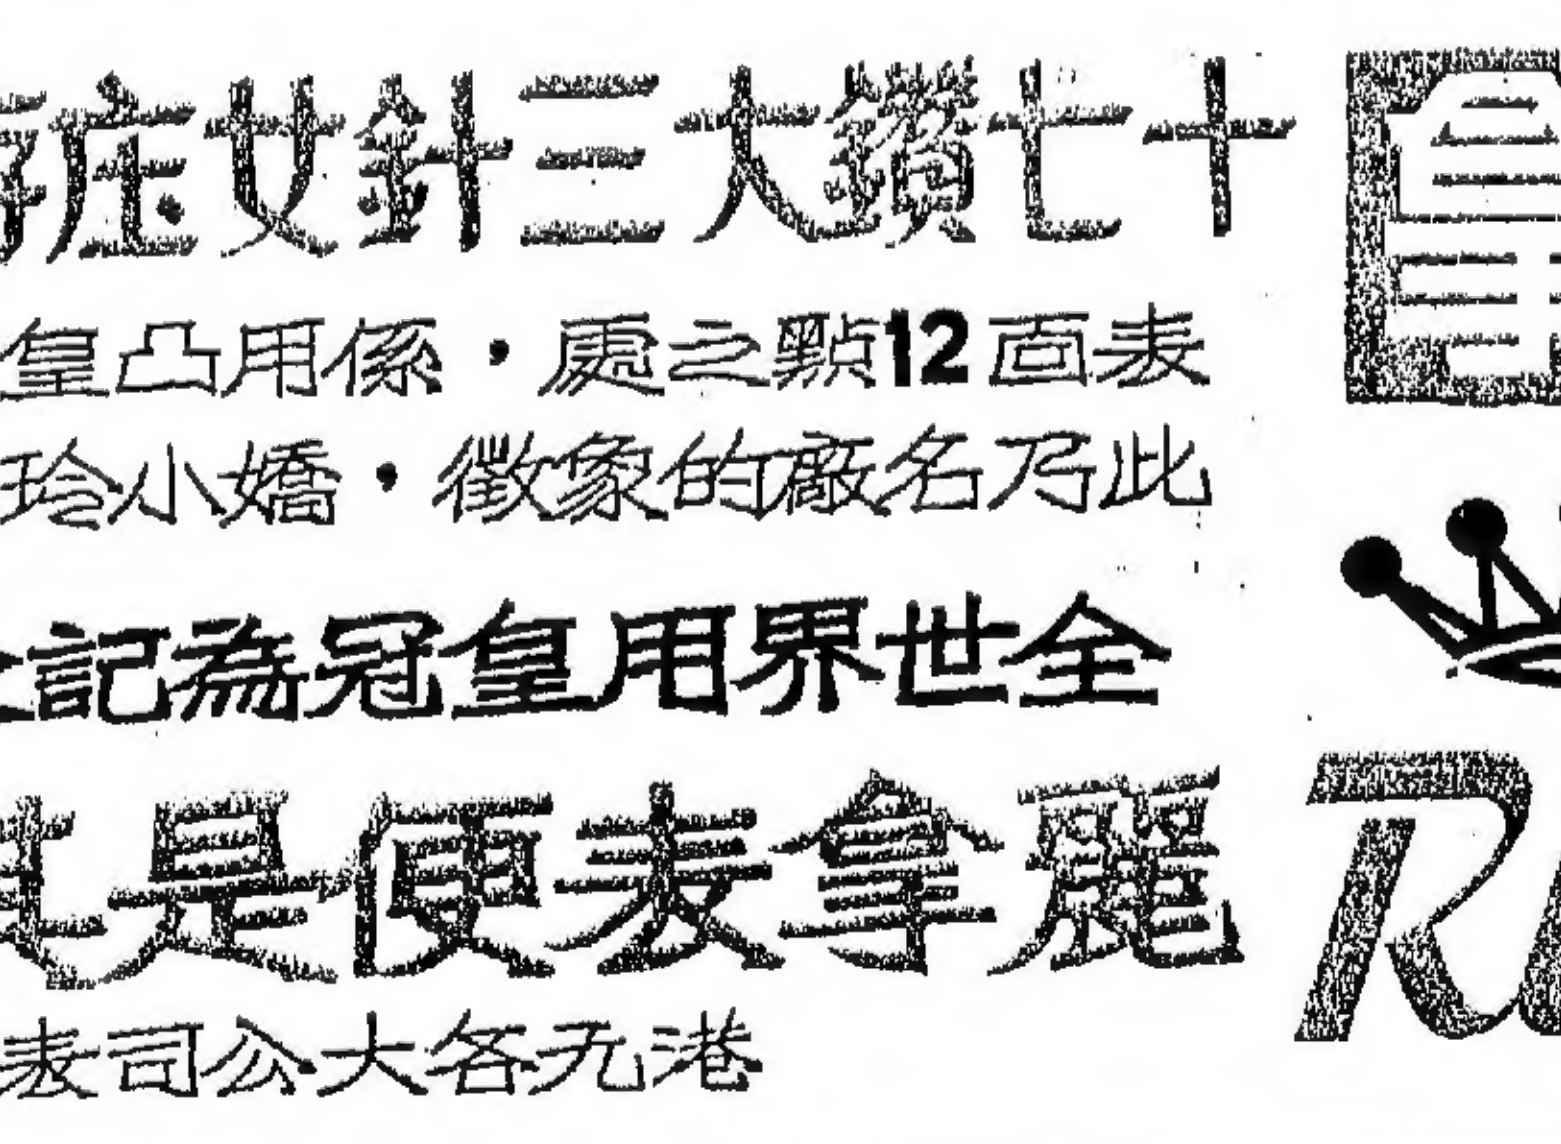 十七鑽大三針女庄
表面12點之處・係用凸皇
此乃名廠的象徵・嬌小玲
全世界用皇冠為記
麗拿表更是
港九各大公司表
R